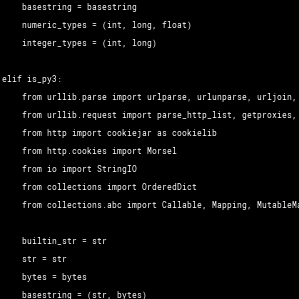 basestring = basestring
numeric_types = (int, long, float)
integer_types = (int, long)
elif is_py3:
from urllib.parse import urlparse, urlunparse, urljoin,
from urllib.request import parse_http_list, getproxies,
from http import cookiejar as cookielib
from http.cookies import Morsel
from io import StringIO
from collections import OrderedDict
from collections.abc import Callable, Mapping, MutableMa
builtin_str = str
str = str
bytes = bytes
basestring = (str, bytes)